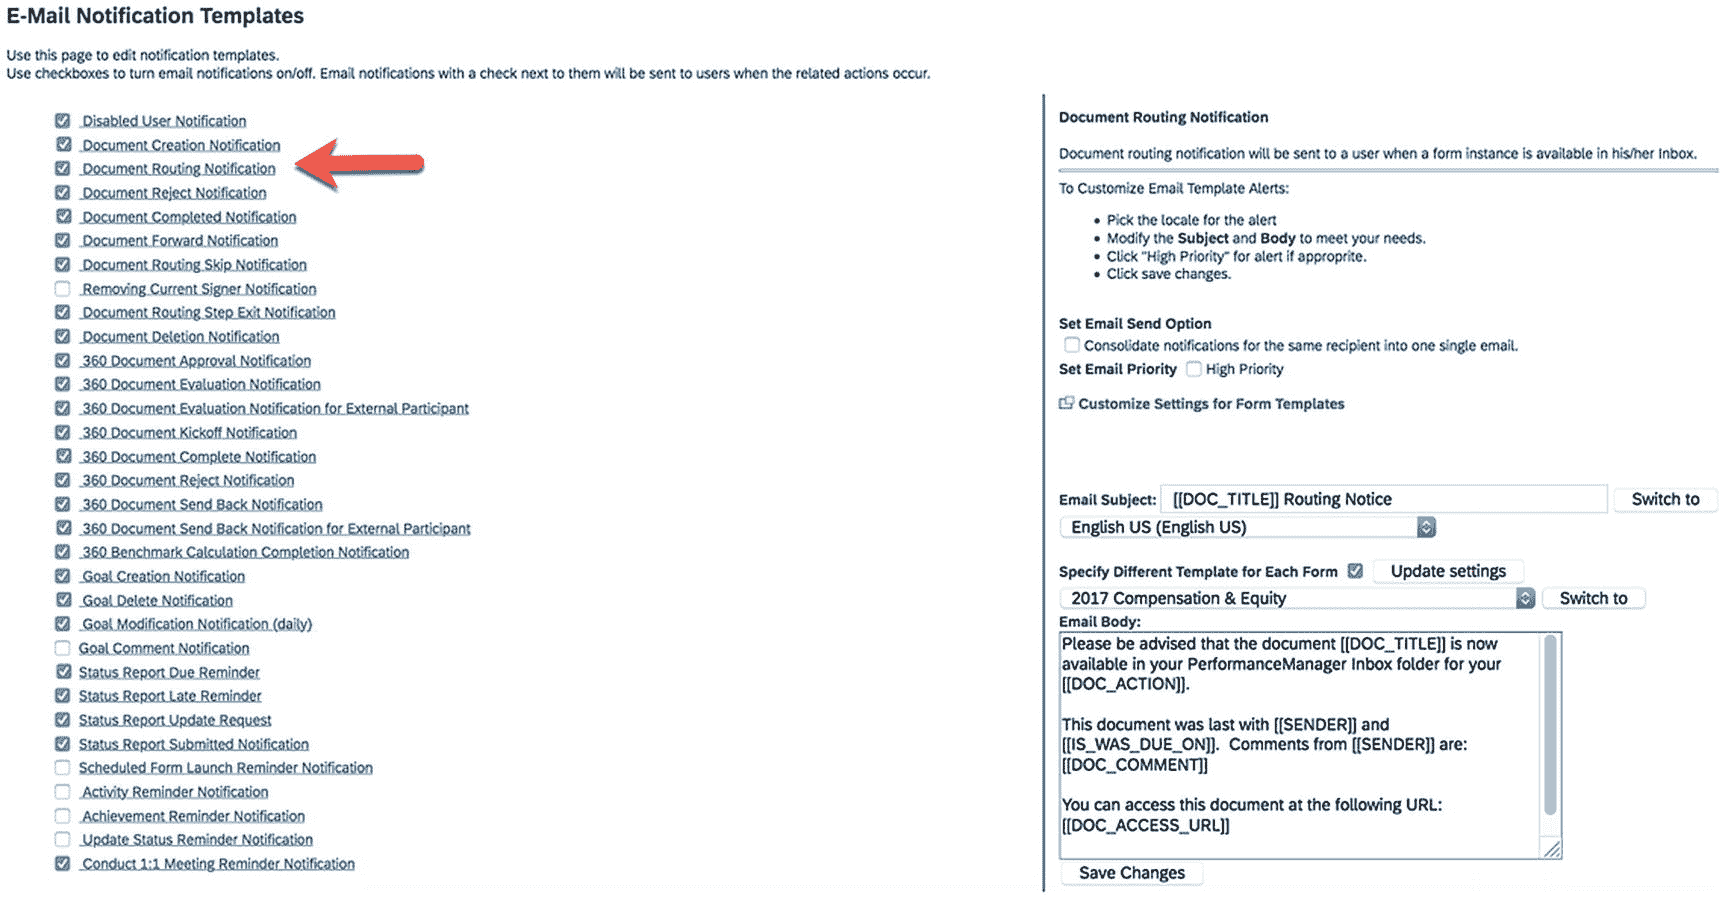 E-Mail Notification Templates
Use this page to edit notification templates.
Use checkboxes to turn email notifications on/off. Email notifications with a check next to them will be sent to users when the related actions occur.
Disabled User Notification
Document Creation Notification
Document Routing Notification
Document Reject Notification
Document Completed Notification
Document Forward Notification
Document Routing Skip Notification
Removing Current Signer Notification
Document Routing Step Exit Notification
Document Deletion Notification
360 Document Approval Notification
360 Document Evaluation Notification
360 Document Evaluation Notification for External Participant
360 Document Kickoff Notification
360 Document Complete Notification
360 Document Reject Notification
360 Document Send Back Notification
360 Document Send Back Notification for External Participant
360 Benchmark Calculation Completion Notification
Goal Creation Notification
Goal Delete Notification
Goal Modification Notification (daily)
Goal Comment Notification
Status Report Due Reminder
Status Report Late Reminder
Status Report Update Request
Status Report Submitted Notification
Scheduled Form Launch Reminder Notification
Activity Reminder Notification
Achievement Reminder Notification
Update Status Reminder Notification
Conduct 1:1 Meeting Reminder Notification
Document Routing Notification
Document routing notification will be sent to a user when a form instance is available in his/her Inbox.
To Customize Email Template Alerts:
• Pick the locale for the alert
• Modify the Subject and Body to meet your needs.
• Click "High Priority" for alert if approprite.
• Click save changes.
Set Email Send Option
Consolidate notifications for the same recipient into one single email.
Set Email Priority High Priority
Customize Settings for Form Templates
Email Subject: [[DOC_TITLE]] Routing Notice Switch to
English US (English US)
Specify Different Template for Each Form Update settings
2017 Compensation & Equity Switch to
Email Body:
Please be advised that the document [[DOC_TITLE]] is now
available in your PerformanceManager Inbox folder for your
[[DOC_ACTION]].
This document was last with [[SENDER]] and
[[IS_WAS_DUE_ON]]. Comments from [[SENDER]] are:
[[DOC_COMMENT]]
You can access this document at the following URL:
[[DOC_ACCESS_URL]]
Save Changes